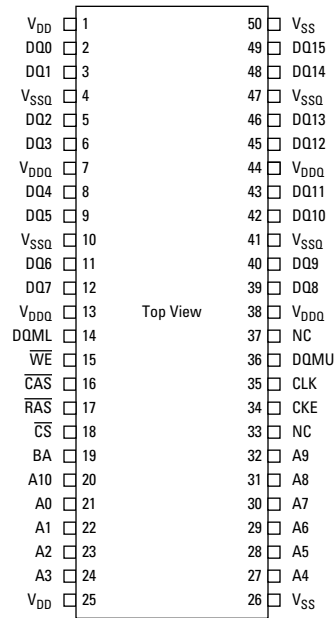 VDD 1 50 VSS
DQ0 2 49 DQ15
DQ1 3 48 DQ14
VSSQ 4 47 VSSQ
DQ2 5 46 DQ13
DQ3 6 45 DQ12
VDDQ 7 44 VDDQ
DQ4 8 43 DQ11
DQ5 9 42 DQ10
VSSQ 10 41 VSSQ
DQ6 11 40 DQ9
DQ7 12 39 DQ8
VDDQ 13 Top View 38 VDDQ
DQML 14 37 NC
WE 15 36 DQMU
CAS 16 35 CLK
RAS 17 34 CKE
CS 18 33 NC
BA 19 32 A9
A10 20 31 A8
A0 21 30 A7
A1 22 29 A6
A2 23 28 A5
A3 24 27 A4
VDD 25 26 VSS